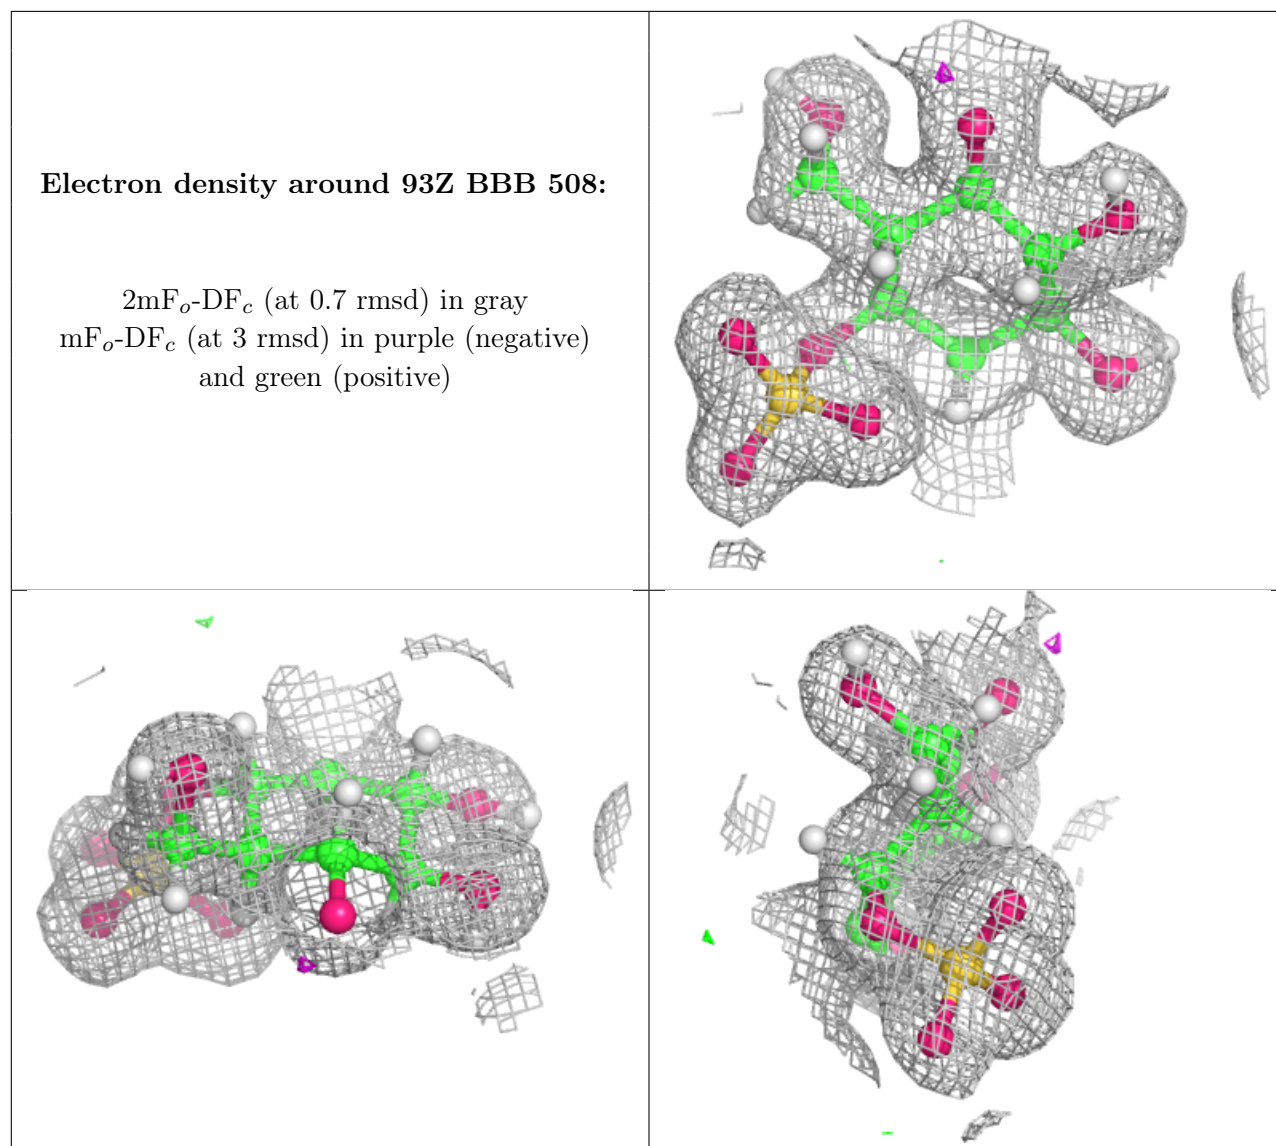 Electron density around 93Z BBB 508:
2mFₒ-DF𝒸 (at 0.7 rmsd) in gray
mFₒ-DF𝒸 (at 3 rmsd) in purple (negative)
and green (positive)